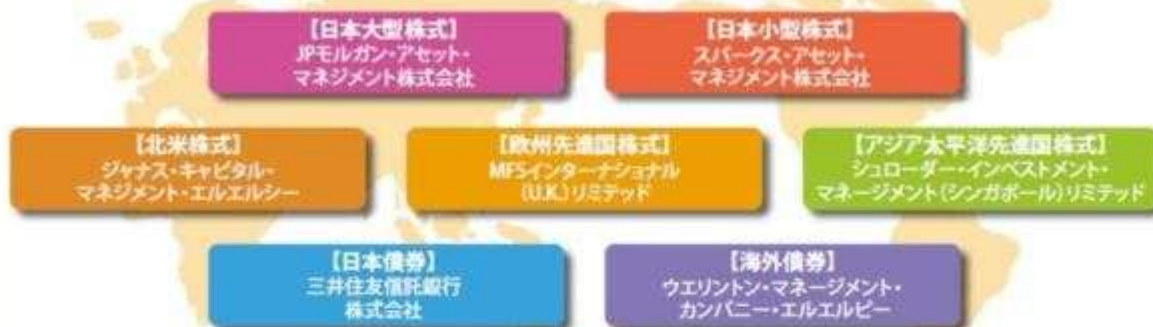 【日本大型株式】
JPモルガン・アセット・
マネジメント株式会社
【日本小型株式】
スパークス・アセット・
マネジメント株式会社
【北米株式】
ジャナス・キャピタル・
マネジメント・エルエルシー
【欧州先進国株式】
MFSインターナショナル
(U.K.)リミテッド
【アジア太平洋先進国株式】
シュローダー・インベストメント・
マネージメント(シンガポール)リミテッド
【日本債券】
三井住友信託銀行
株式会社
【海外債券】
ウエリントン・マネージメント・
カンパニー・エルエルピー